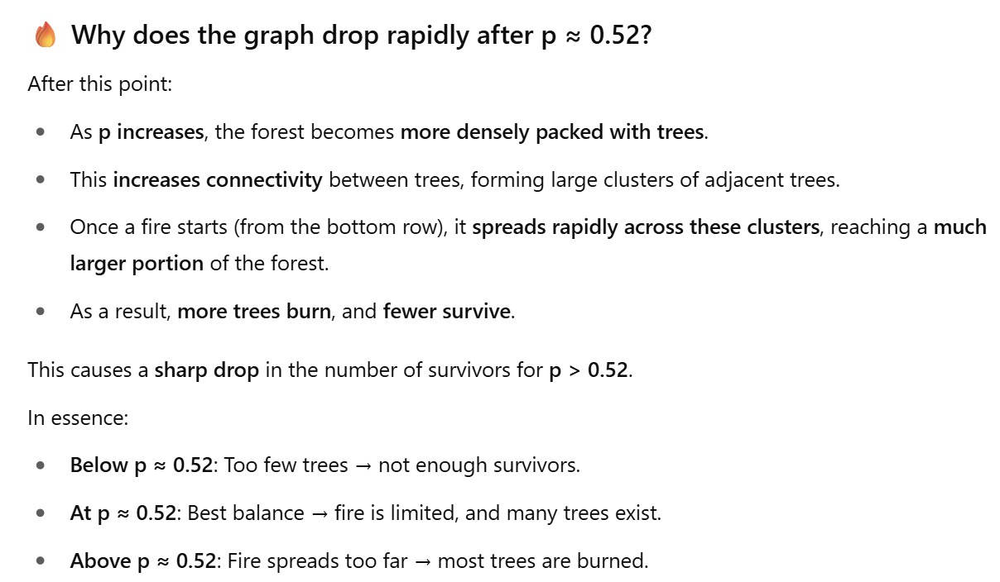 🔥 Why does the graph drop rapidly after p ≈ 0.52?
After this point:
• As p increases, the forest becomes more densely packed with trees.
• This increases connectivity between trees, forming large clusters of adjacent trees.
• Once a fire starts (from the bottom row), it spreads rapidly across these clusters, reaching a much
larger portion of the forest.
• As a result, more trees burn, and fewer survive.
This causes a sharp drop in the number of survivors for p > 0.52.
In essence:
• Below p ≈ 0.52: Too few trees → not enough survivors.
• At p ≈ 0.52: Best balance → fire is limited, and many trees exist.
• Above p ≈ 0.52: Fire spreads too far → most trees are burned.